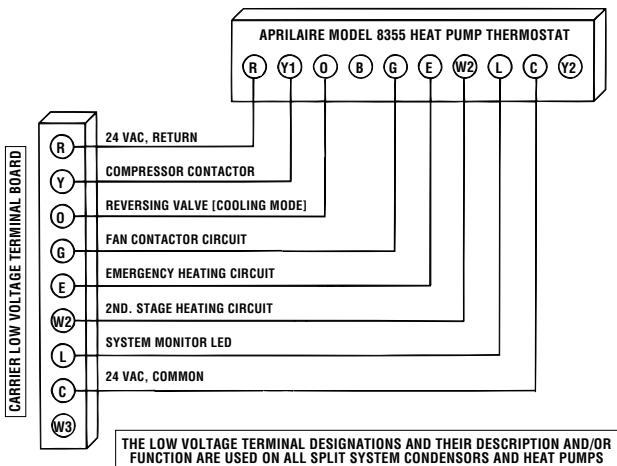 APRILAIRE MODEL 8355 HEAT PUMP THERMOSTAT
R Y1 O B G E W2 L C Y2
CARRIER LOW VOLTAGE TERMINAL BOARD
R 24 VAC, RETURN
Y COMPRESSOR CONTACTOR
O REVERSING VALVE [COOLING MODE]
G FAN CONTACTOR CIRCUIT
E EMERGENCY HEATING CIRCUIT
W2 2ND. STAGE HEATING CIRCUIT
L SYSTEM MONITOR LED
C 24 VAC, COMMON
W3
THE LOW VOLTAGE TERMINAL DESIGNATIONS AND THEIR DESCRIPTION AND/OR
FUNCTION ARE USED ON ALL SPLIT SYSTEM CONDENSORS AND HEAT PUMPS